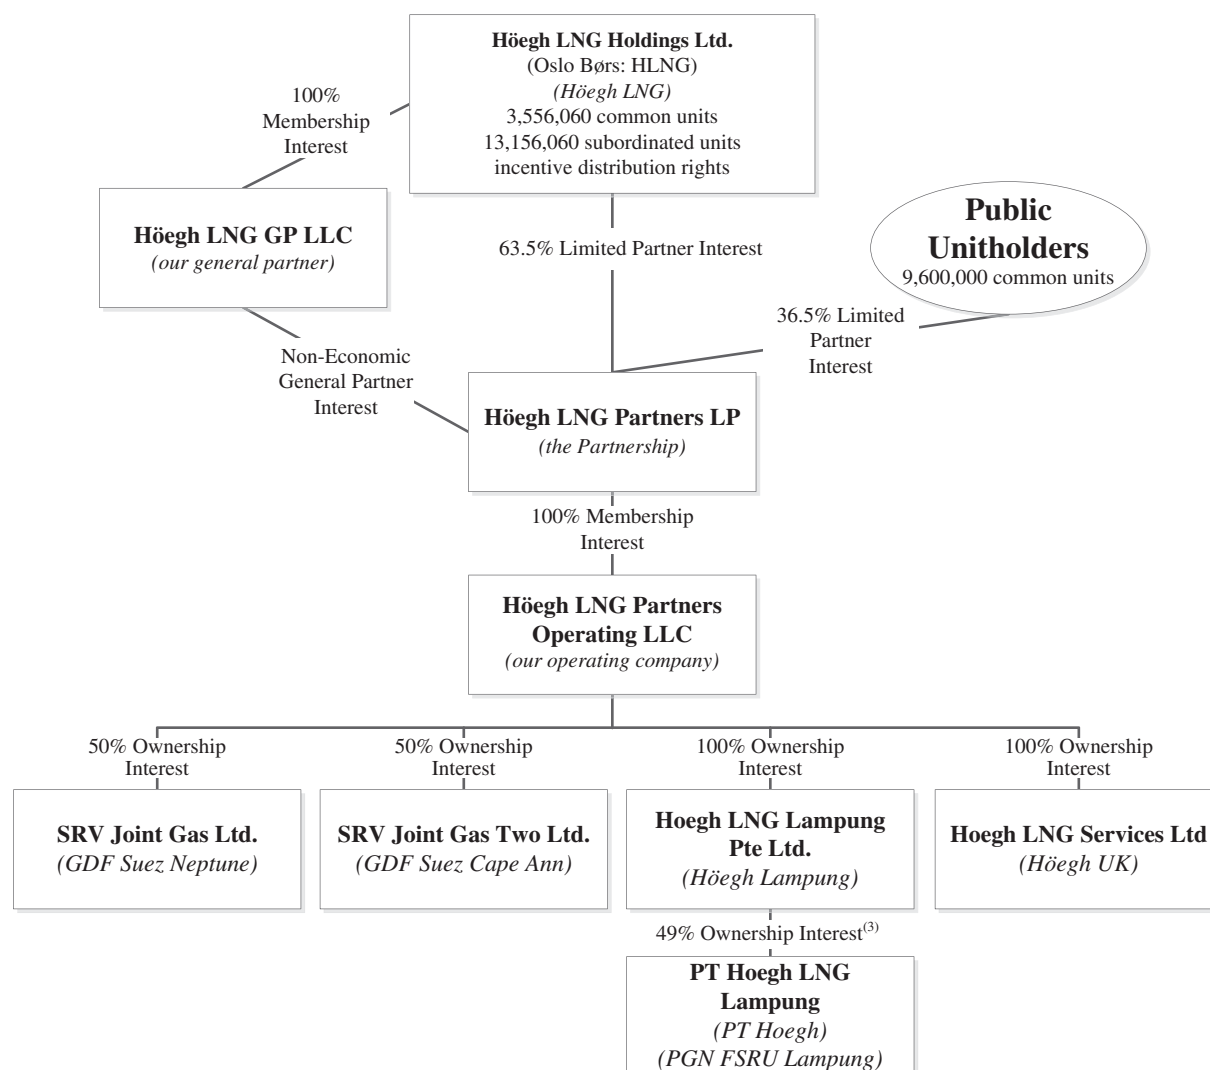 Höegh LNG Holdings Ltd.
(Oslo Børs: HLNG)
(Höegh LNG)
3,556,060 common units
13,156,060 subordinated units
incentive distribution rights
100%
Membership
Interest
Höegh LNG GP LLC
(our general partner)
63.5% Limited Partner Interest
Public
Unitholders
9,600,000 common units
36.5% Limited
Partner
Interest
Non-Economic
General Partner
Interest
Höegh LNG Partners LP
(the Partnership)
100% Membership
Interest
Höegh LNG Partners
Operating LLC
(our operating company)
50% Ownership
Interest
50% Ownership
Interest
100% Ownership
Interest
100% Ownership
Interest
SRV Joint Gas Ltd.
(GDF Suez Neptune)
SRV Joint Gas Two Ltd.
(GDF Suez Cape Ann)
Hoegh LNG Lampung
Pte Ltd.
(Höegh Lampung)
Hoegh LNG Services Ltd
(Höegh UK)
49% Ownership Interest(3)
PT Hoegh LNG
Lampung
(PT Hoegh)
(PGN FSRU Lampung)